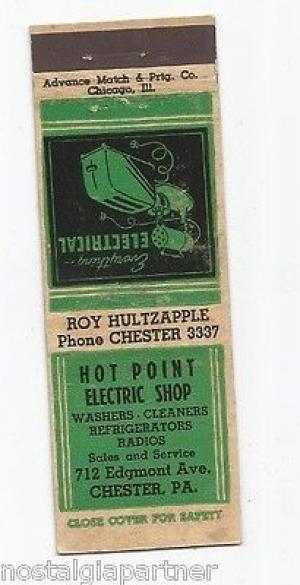 Advance Match & Prtg. Co.
Chicago, Ill.
Everything...
ELECTRICAL
ROY HULTZAPPLE
Phone CHESTER 3337
HOT POINT
ELECTRIC SHOP
WASHERS - CLEANERS
REFRIGERATORS
RADIOS
Sales and Service
712 Edgmont Ave.
CHESTER, PA.
CLOSE COVER FOR SAFETY
nostalgiapartner